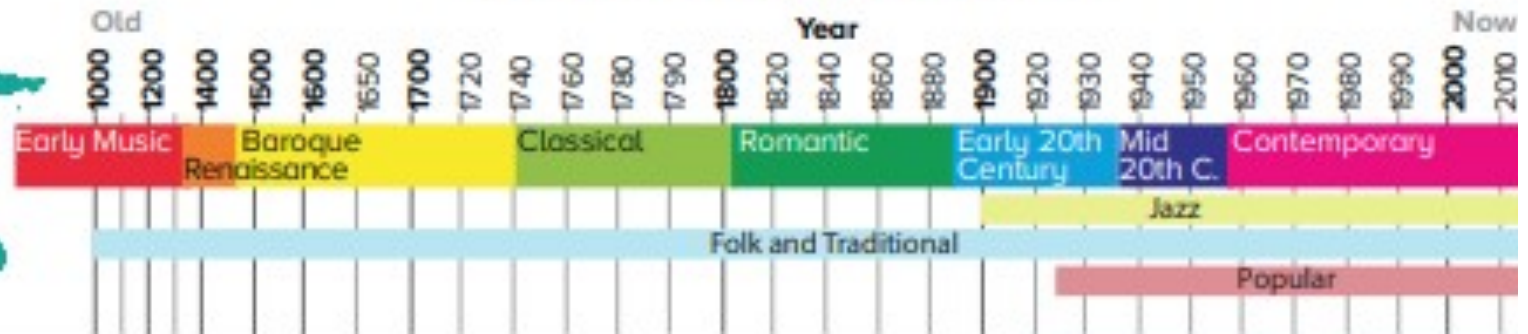 Old
Year
Now
1000 1200 1400 1500 1600 1650 1700 1720 1740 1760 1780 1790 1800 1820 1840 1860 1880 1900 1920 1930 1940 1950 1960 1970 1980 1990 2000 2010
Early Music
Renaissance
Baroque
Classical
Romantic
Early 20th
Century
Mid
20th C.
Contemporary
Jazz
Folk and Traditional
Popular